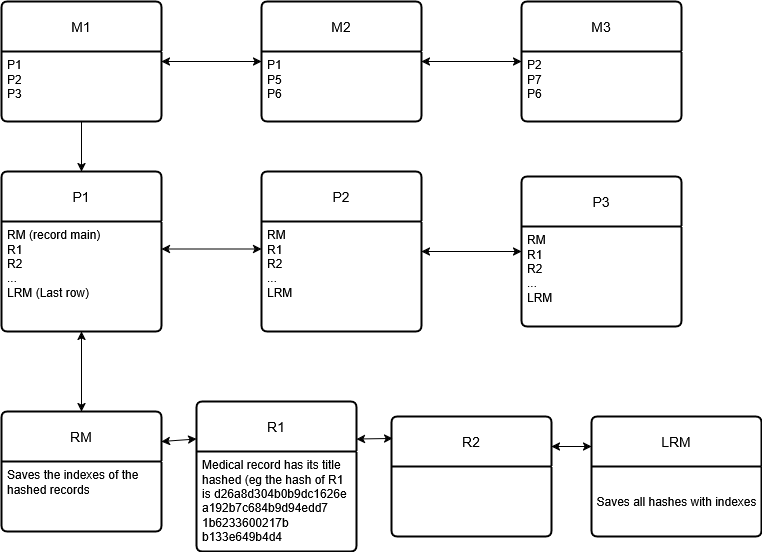 M1
P1
P2
P3
M2
P1
P5
P6
M3
P2
P7
P6
P1
RM (record main)
R1
R2
...
LRM (Last row)
P2
RM
R1
R2
...
LRM
P3
RM
R1
R2
...
LRM
RM
Saves the indexes of the
hashed records
R1
Medical record has its title
hashed (eg the hash of R1
is d26a8d304b0b9dc1626e
a192b7c684b9d94edd7
1b6233600217b
b133e649b4d4
R2
LRM
Saves all hashes with indexes